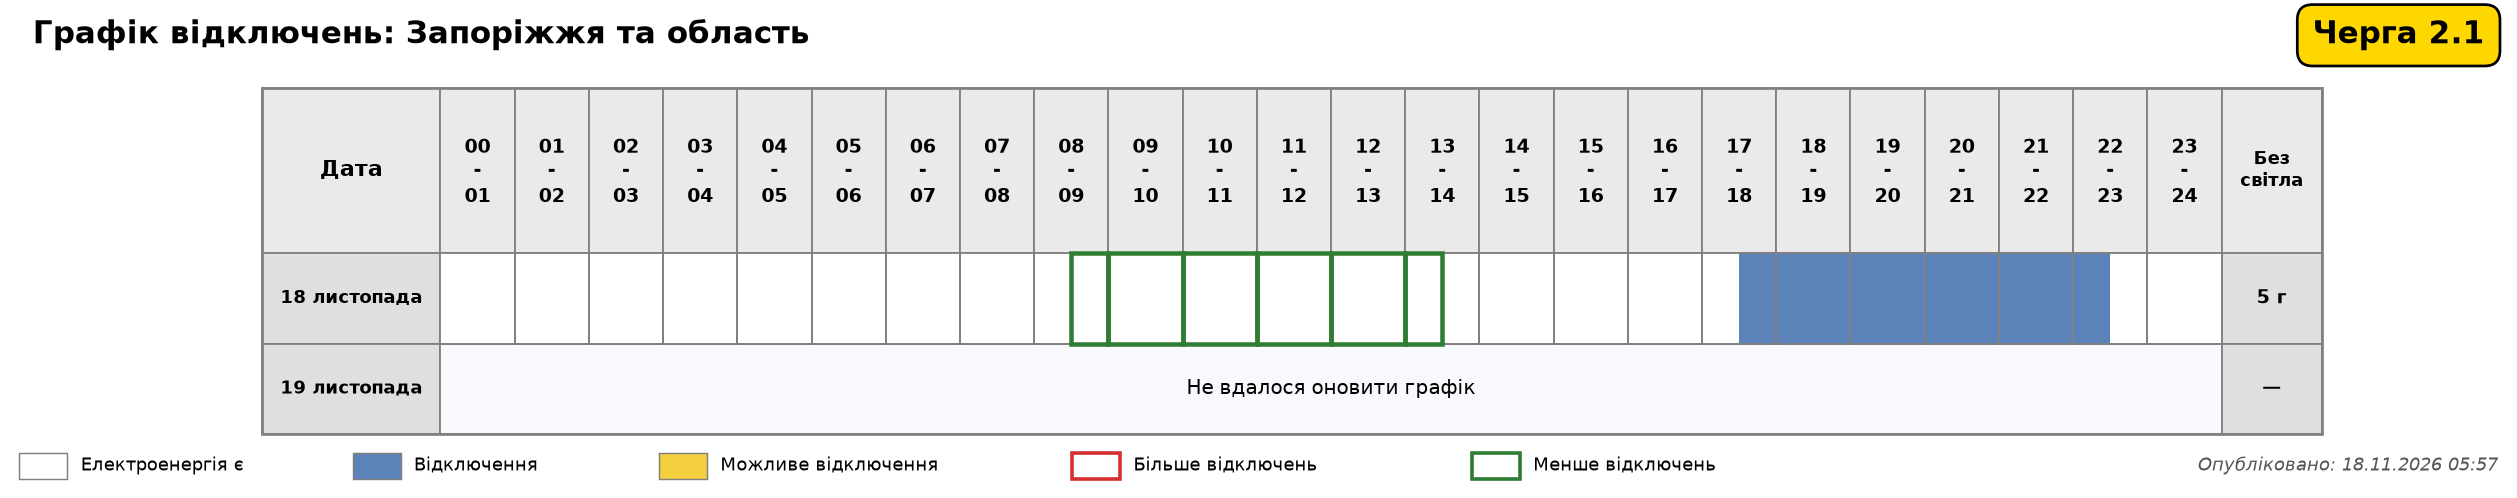 Графік відключень: Запоріжжя та область
Черга 2.1
Дата
00 - 01
01 - 02
02 - 03
03 - 04
04 - 05
05 - 06
06 - 07
07 - 08
08 - 09
09 - 10
10 - 11
11 - 12
12 - 13
13 - 14
14 - 15
15 - 16
16 - 17
17 - 18
18 - 19
19 - 20
20 - 21
21 - 22
22 - 23
23 - 24
Без
світла
18 листопада
5 г
19 листопада
Не вдалося оновити графік
—
Електроенергія є
Відключення
Можливе відключення
Більше відключень
Менше відключень
Опубліковано: 18.11.2026 05:57